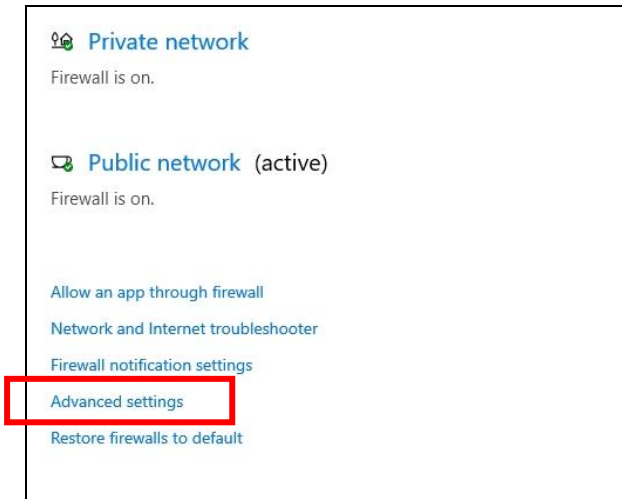 Private network
Firewall is on.
Public network (active)
Firewall is on.
Allow an app through firewall
Network and Internet troubleshooter
Firewall notification settings
Advanced settings
Restore firewalls to default